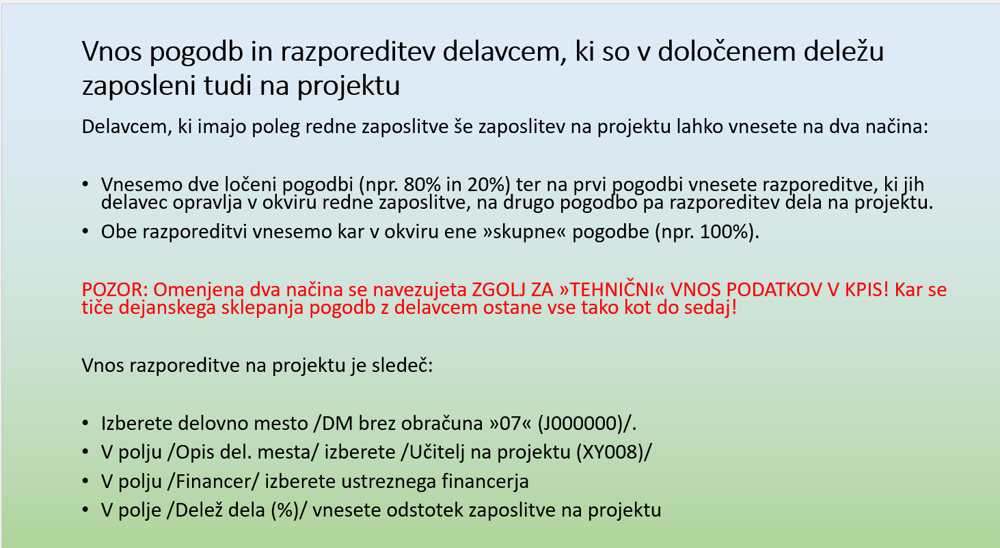 Vnos pogodb in razporeditev delavcem, ki so v določenem deležu
zaposleni tudi na projektu
Delavcem, ki imajo poleg redne zaposlitve še zaposlitev na projektu lahko vnesete na dva načina:
• Vnesemo dve ločeni pogodbi (npr. 80% in 20%) ter na prvi pogodbi vnesete razporeditve, ki jih
delavec opravlja v okviru redne zaposlitve, na drugo pogodbo pa razporeditev dela na projektu.
• Obe razporeditvi vnesemo kar v okviru ene »skupne« pogodbe (npr. 100%).
POZOR: Omenjena dva načina se navezujeta ZGOLJ ZA »TEHNIČNI« VNOS PODATKOV V KPIS! Kar se
tiče dejanskega sklepanja pogodb z delavcem ostane vse tako kot do sedaj!
Vnos razporeditve na projektu je sledeč:
• Izberete delovno mesto /DM brez obračuna »07« (J000000)/.
• V polju /Opis del. mesta/ izberete /Učitelj na projektu (XY008)/
• V polju /Financer/ izberete ustreznega financerja
• V polje /Delež dela (%)/ vnesete odstotek zaposlitve na projektu